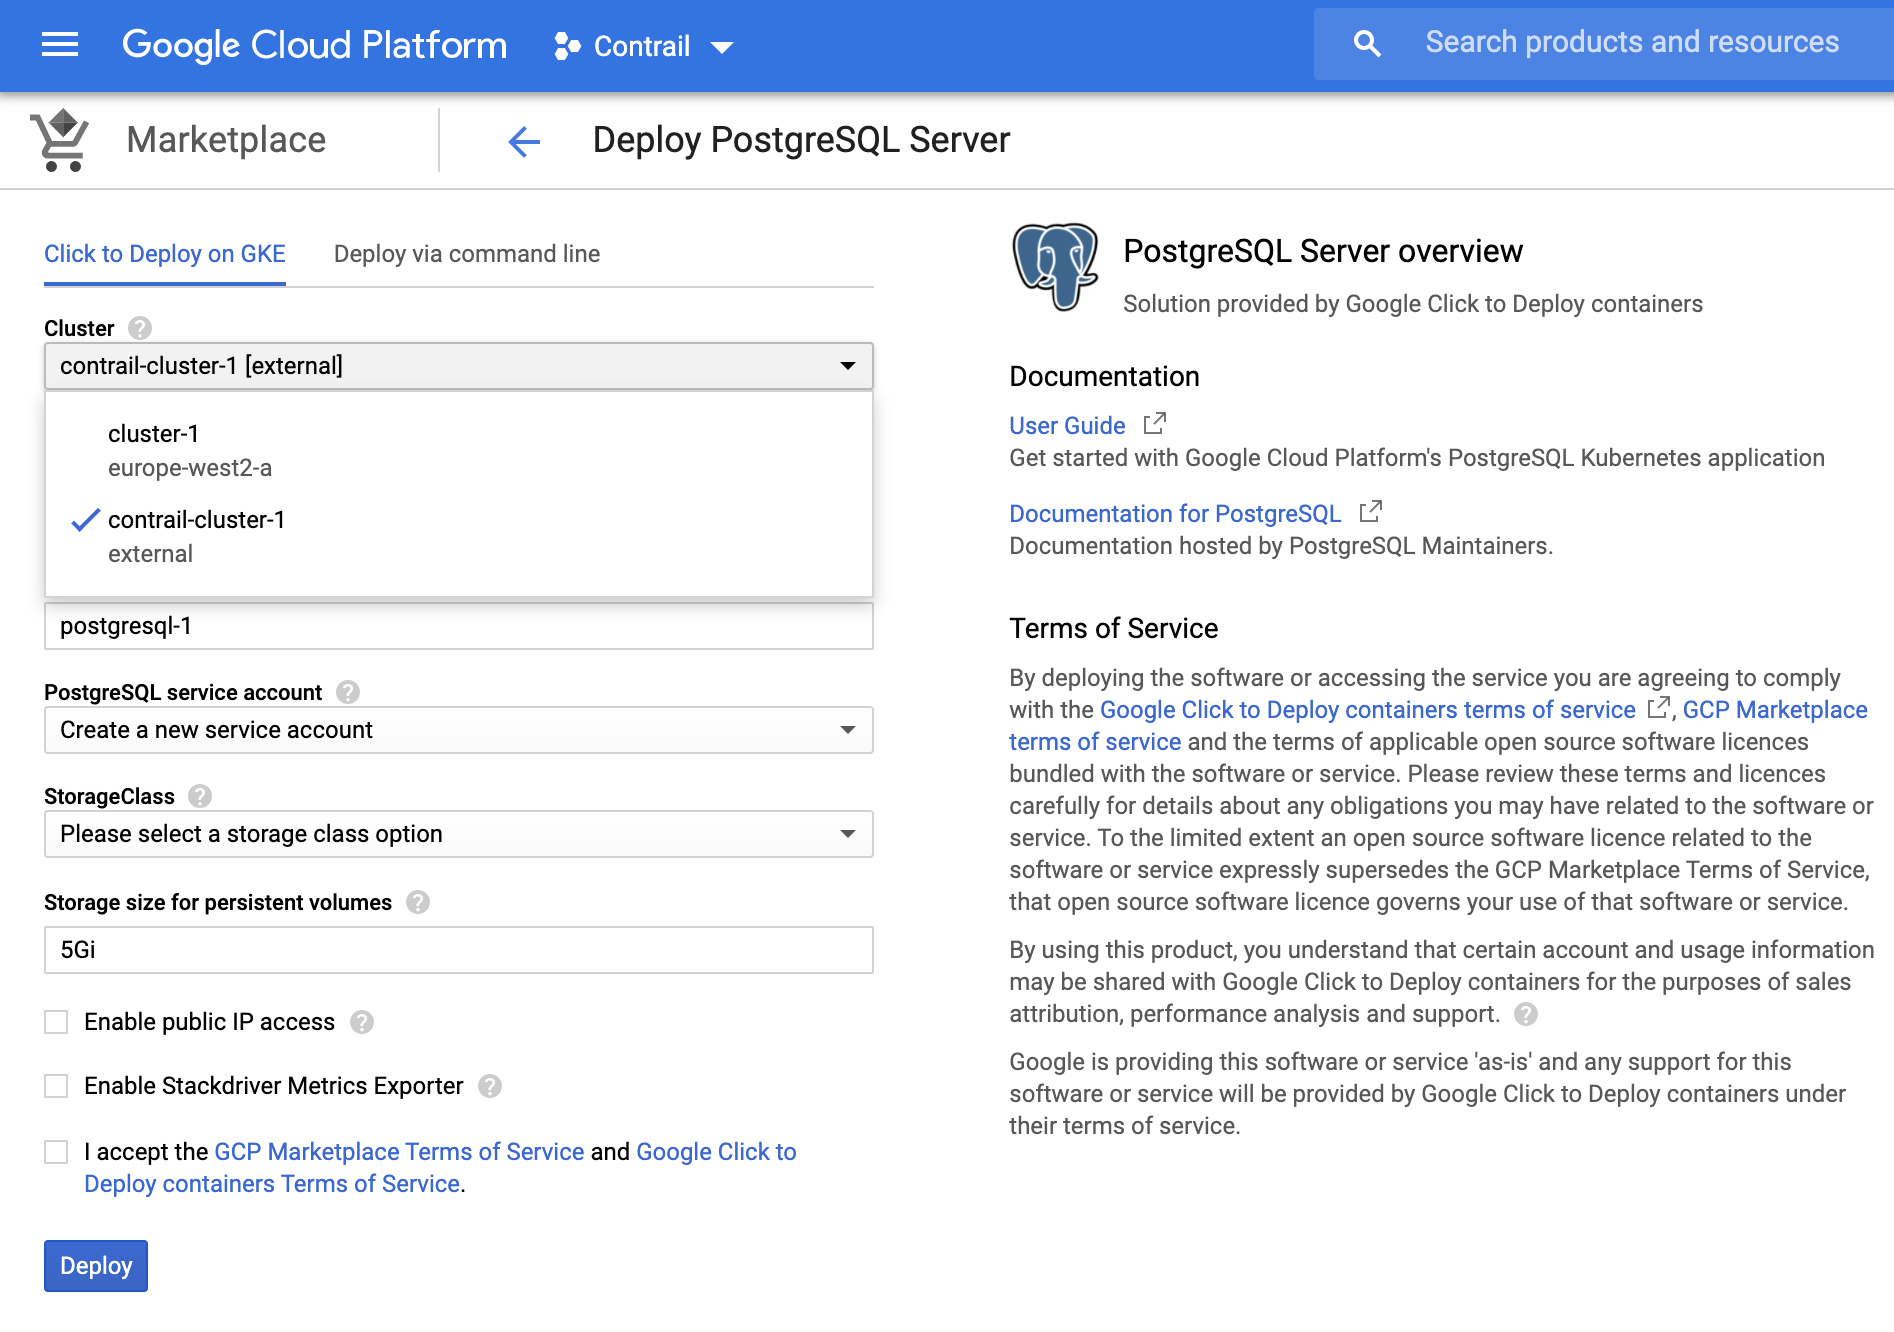 Google Cloud Platform
Contrail
Search products and resources
Marketplace
Deploy PostgreSQL Server
Click to Deploy on GKE
Deploy via command line
Cluster ?
contrail-cluster-1 [external]
cluster-1
europe-west2-a
contrail-cluster-1
external
postgresql-1
PostgreSQL service account ?
Create a new service account
StorageClass ?
Please select a storage class option
Storage size for persistent volumes ?
5Gi
Enable public IP access ?
Enable Stackdriver Metrics Exporter ?
I accept the GCP Marketplace Terms of Service and Google Click to
Deploy containers Terms of Service.
Deploy
PostgreSQL Server overview
Solution provided by Google Click to Deploy containers
Documentation
User Guide
Get started with Google Cloud Platform's PostgreSQL Kubernetes application
Documentation for PostgreSQL
Documentation hosted by PostgreSQL Maintainers.
Terms of Service
By deploying the software or accessing the service you are agreeing to comply
with the Google Click to Deploy containers terms of service , GCP Marketplace
terms of service and the terms of applicable open source software licences
bundled with the software or service. Please review these terms and licences
carefully for details about any obligations you may have related to the software or
service. To the limited extent an open source software licence related to the
software or service expressly supersedes the GCP Marketplace Terms of Service,
that open source software licence governs your use of that software or service.
By using this product, you understand that certain account and usage information
may be shared with Google Click to Deploy containers for the purposes of sales
attribution, performance analysis and support. ?
Google is providing this software or service 'as-is' and any support for this
software or service will be provided by Google Click to Deploy containers under
their terms of service.